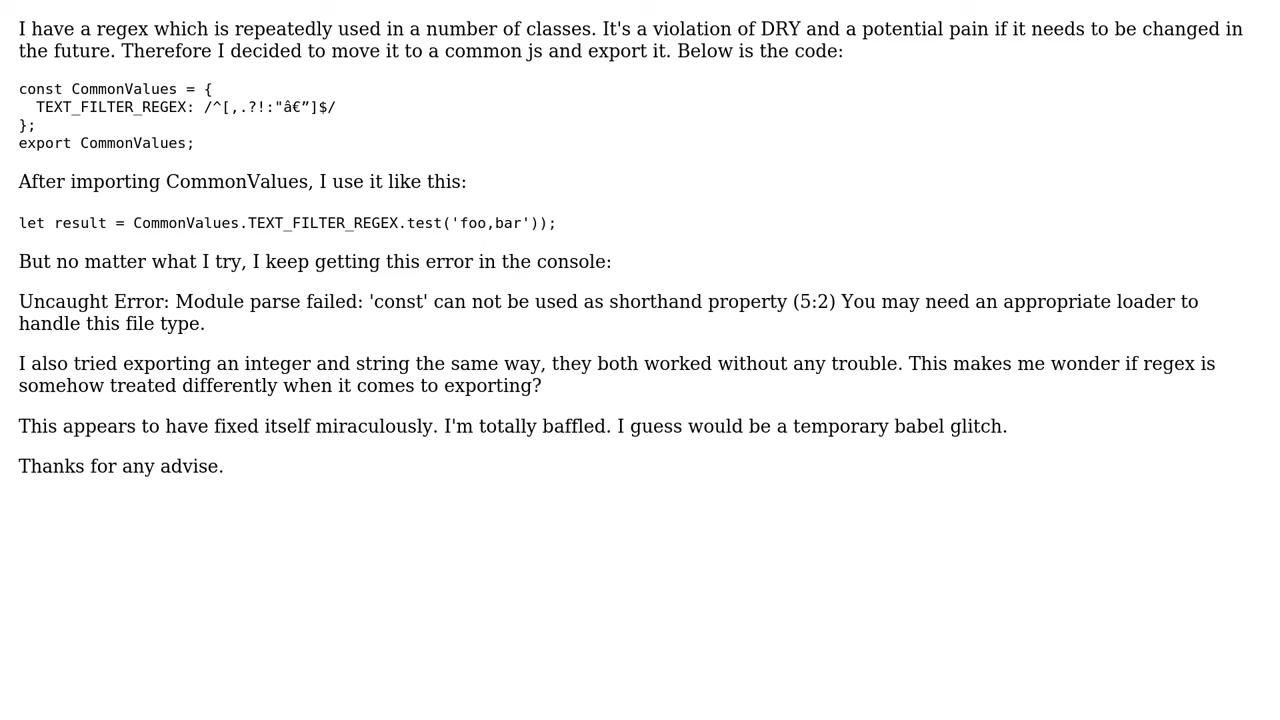 I have a regex which is repeatedly used in a number of classes. It's a violation of DRY and a potential pain if it needs to be changed in
the future. Therefore I decided to move it to a common js and export it. Below is the code:
const CommonValues = {
  TEXT_FILTER_REGEX: /^[,.?!:"â€”]$/
};
export CommonValues;
After importing CommonValues, I use it like this:
let result = CommonValues.TEXT_FILTER_REGEX.test('foo,bar'));
But no matter what I try, I keep getting this error in the console:
Uncaught Error: Module parse failed: 'const' can not be used as shorthand property (5:2) You may need an appropriate loader to
handle this file type.
I also tried exporting an integer and string the same way, they both worked without any trouble. This makes me wonder if regex is
somehow treated differently when it comes to exporting?
This appears to have fixed itself miraculously. I'm totally baffled. I guess would be a temporary babel glitch.
Thanks for any advise.